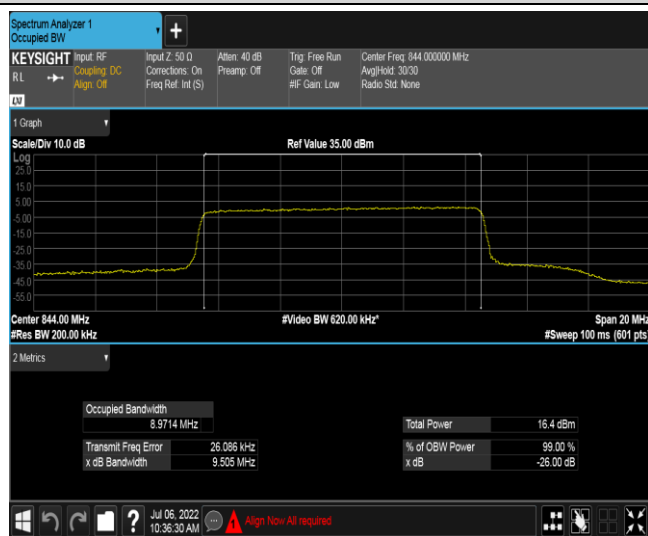 Spectrum Analyzer 1
Occupied BW
+
KEYSIGHT
RL
LXI
Input: RF
Coupling: DC
Align: Off
Input Z: 50 Ω
Corrections: On
Freq Ref: Int (S)
Atten: 40 dB
Preamp: Off
Trig: Free Run
Gate: Off
#IF Gain: Low
Center Freq: 844.000000 MHz
Avg|Hold: 30/30
Radio Std: None
1 Graph
Scale/Div 10.0 dB
Ref Value 35.00 dBm
Log
25.0
15.0
5.00
-5.00
-15.0
-25.0
-35.0
-45.0
-55.0
Center 844.00 MHz
#Video BW 620.00 kHz*
Span 20 MHz
#Res BW 200.00 kHz
#Sweep 100 ms (601 pts)
2 Metrics
Occupied Bandwidth
8.9714 MHz
Total Power 16.4 dBm
Transmit Freq Error 26.086 kHz
% of OBW Power 99.00 %
x dB Bandwidth 9.505 MHz
x dB -26.00 dB
?
Jul 06, 2022
10:36:30 AM
Align Now All required